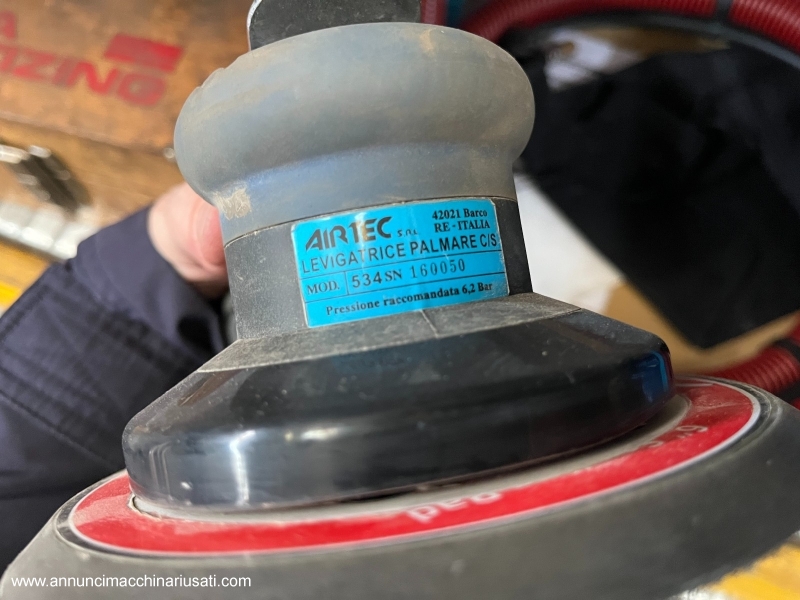 AIRTEC S.R.L. 42021 Barco
RE - ITALIA
LEVIGATRICE PALMARE C/S
MOD. 534 SN 160050
Pressione raccomandata 6,2 Bar
pad
www.annuncimacchinariusati.com